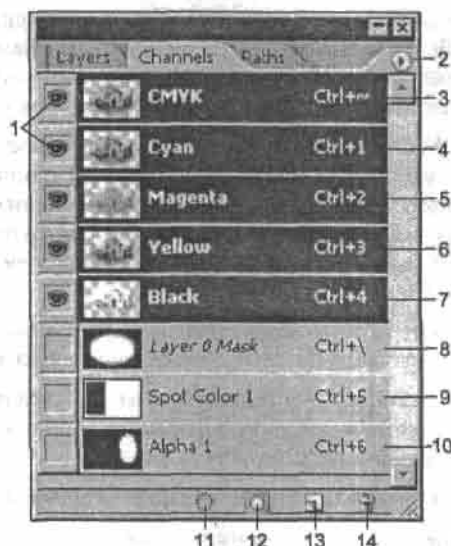 Layers Channels Paths
2
1
CMYK Ctrl+~ 3
Cyan Ctrl+1 4
Magenta Ctrl+2 5
Yellow Ctrl+3 6
Black Ctrl+4 7
Layer 0 Mask Ctrl+\ 8
Spot Color 1 Ctrl+5 9
Alpha 1 Ctrl+6 10
11 12 13 14